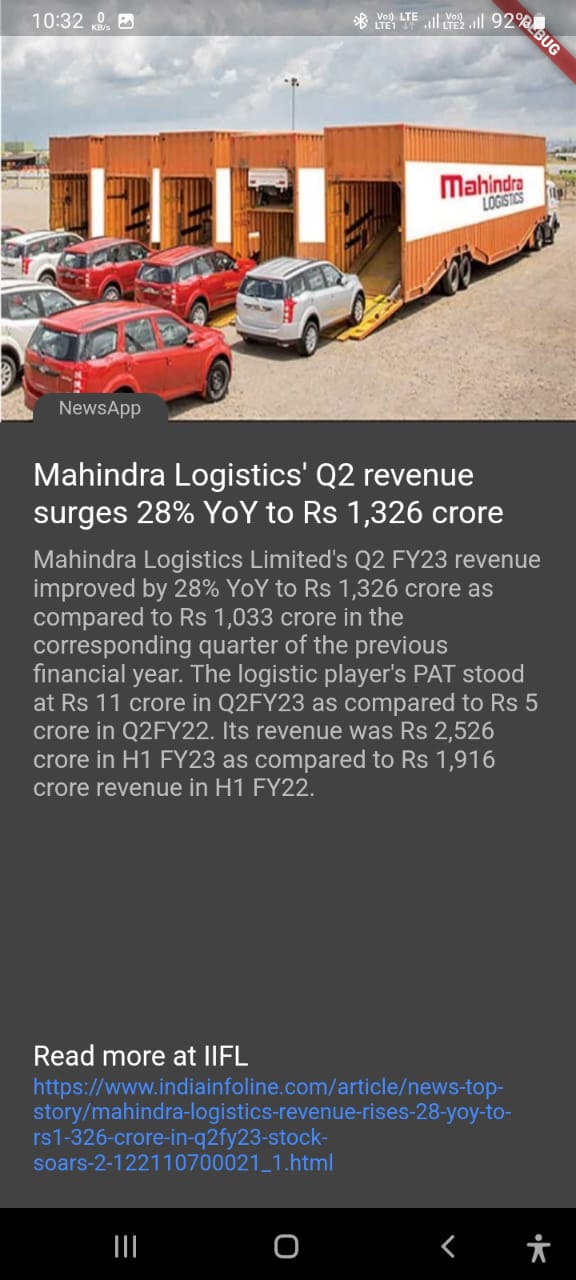 10:32 0 KB/s Vo) LTE LTE1 Vo) LTE2 92%
DEBUG
mahindra
LOGISTICS
NewsApp
Mahindra Logistics' Q2 revenue
surges 28% YoY to Rs 1,326 crore
Mahindra Logistics Limited's Q2 FY23 revenue
improved by 28% YoY to Rs 1,326 crore as
compared to Rs 1,033 crore in the
corresponding quarter of the previous
financial year. The logistic player's PAT stood
at Rs 11 crore in Q2FY23 as compared to Rs 5
crore in Q2FY22. Its revenue was Rs 2,526
crore in H1 FY23 as compared to Rs 1,916
crore revenue in H1 FY22.
Read more at IIFL
https://www.indiainfoline.com/article/news-top-
story/mahindra-logistics-revenue-rises-28-yoy-to-
rs1-326-crore-in-q2fy23-stock-
soars-2-122110700021_1.html